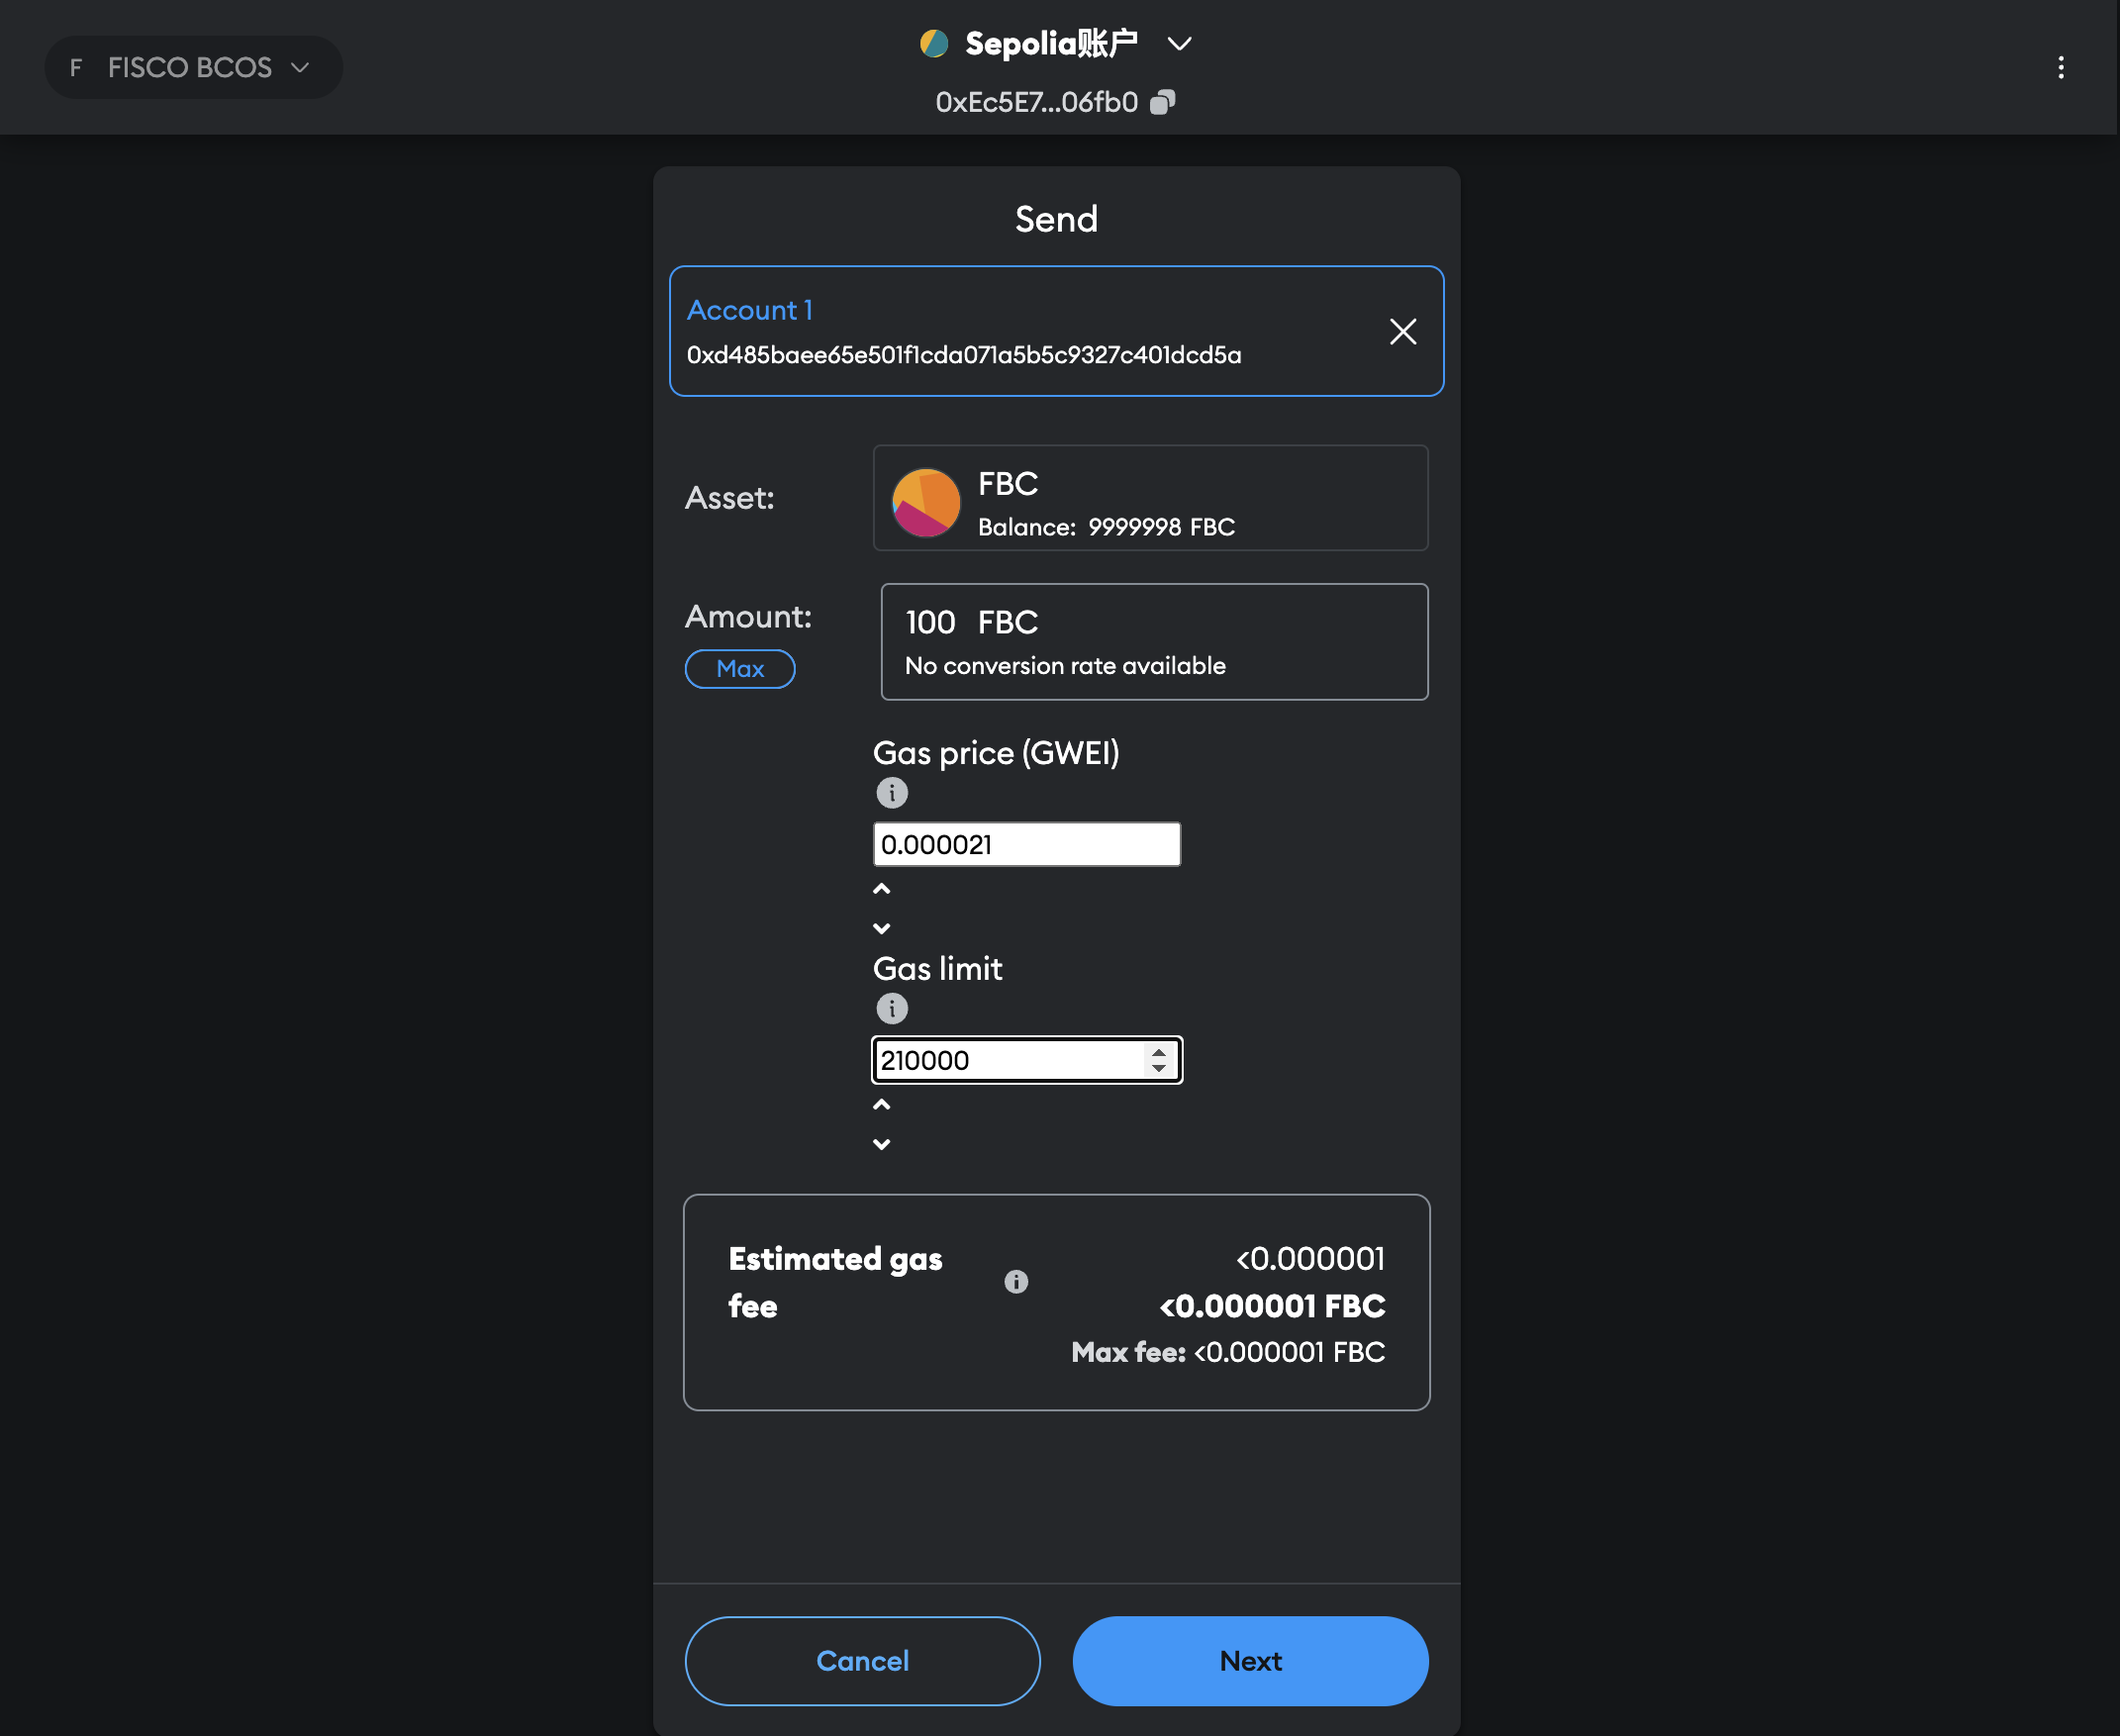 F FISCO BCOS
Sepolia账户
0xEc5E7...06fb0
Send
Account 1
0xd485baee65e501f1cda071a5b5c9327c401dcd5a
Asset:
FBC
Balance: 9999998 FBC
Amount:
Max
100 FBC
No conversion rate available
Gas price (GWEI)
0.000021
Gas limit
210000
Estimated gas fee
<0.000001
<0.000001 FBC
Max fee: <0.000001 FBC
Cancel
Next